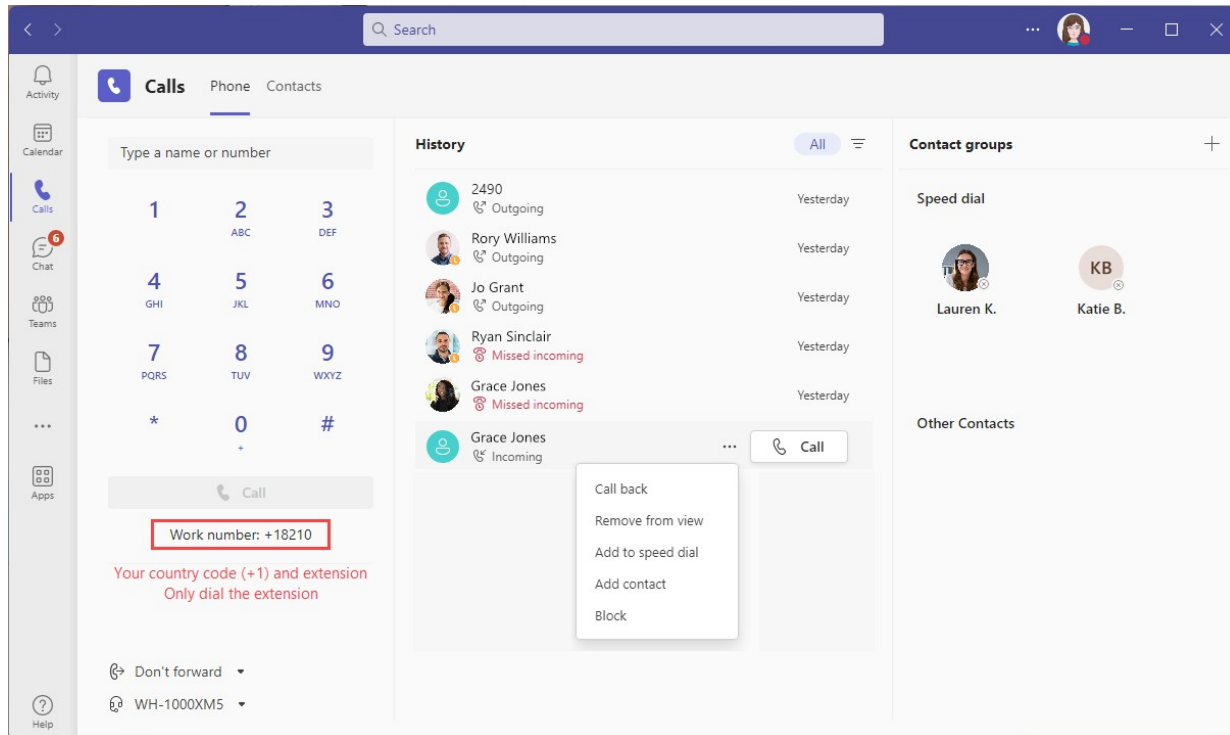 Search
...
Activity
Calendar
Calls
6
Chat
Teams
Files
...
Apps
Help
Calls
Phone
Contacts
Type a name or number
1 2 3
ABC DEF
4 5 6
GHI JKL MNO
7 8 9
PQRS TUV WXYZ
* 0 #
+
Call
Work number: +18210
Your country code (+1) and extension
Only dial the extension
Don't forward
WH-1000XM5
History
All
2490
Outgoing
Yesterday
Rory Williams
Outgoing
Yesterday
Jo Grant
Outgoing
Yesterday
Ryan Sinclair
Missed incoming
Yesterday
Grace Jones
Missed incoming
Yesterday
Grace Jones
Incoming
...
Call
Call back
Remove from view
Add to speed dial
Add contact
Block
Contact groups
Speed dial
Lauren K.
KB
Katie B.
Other Contacts